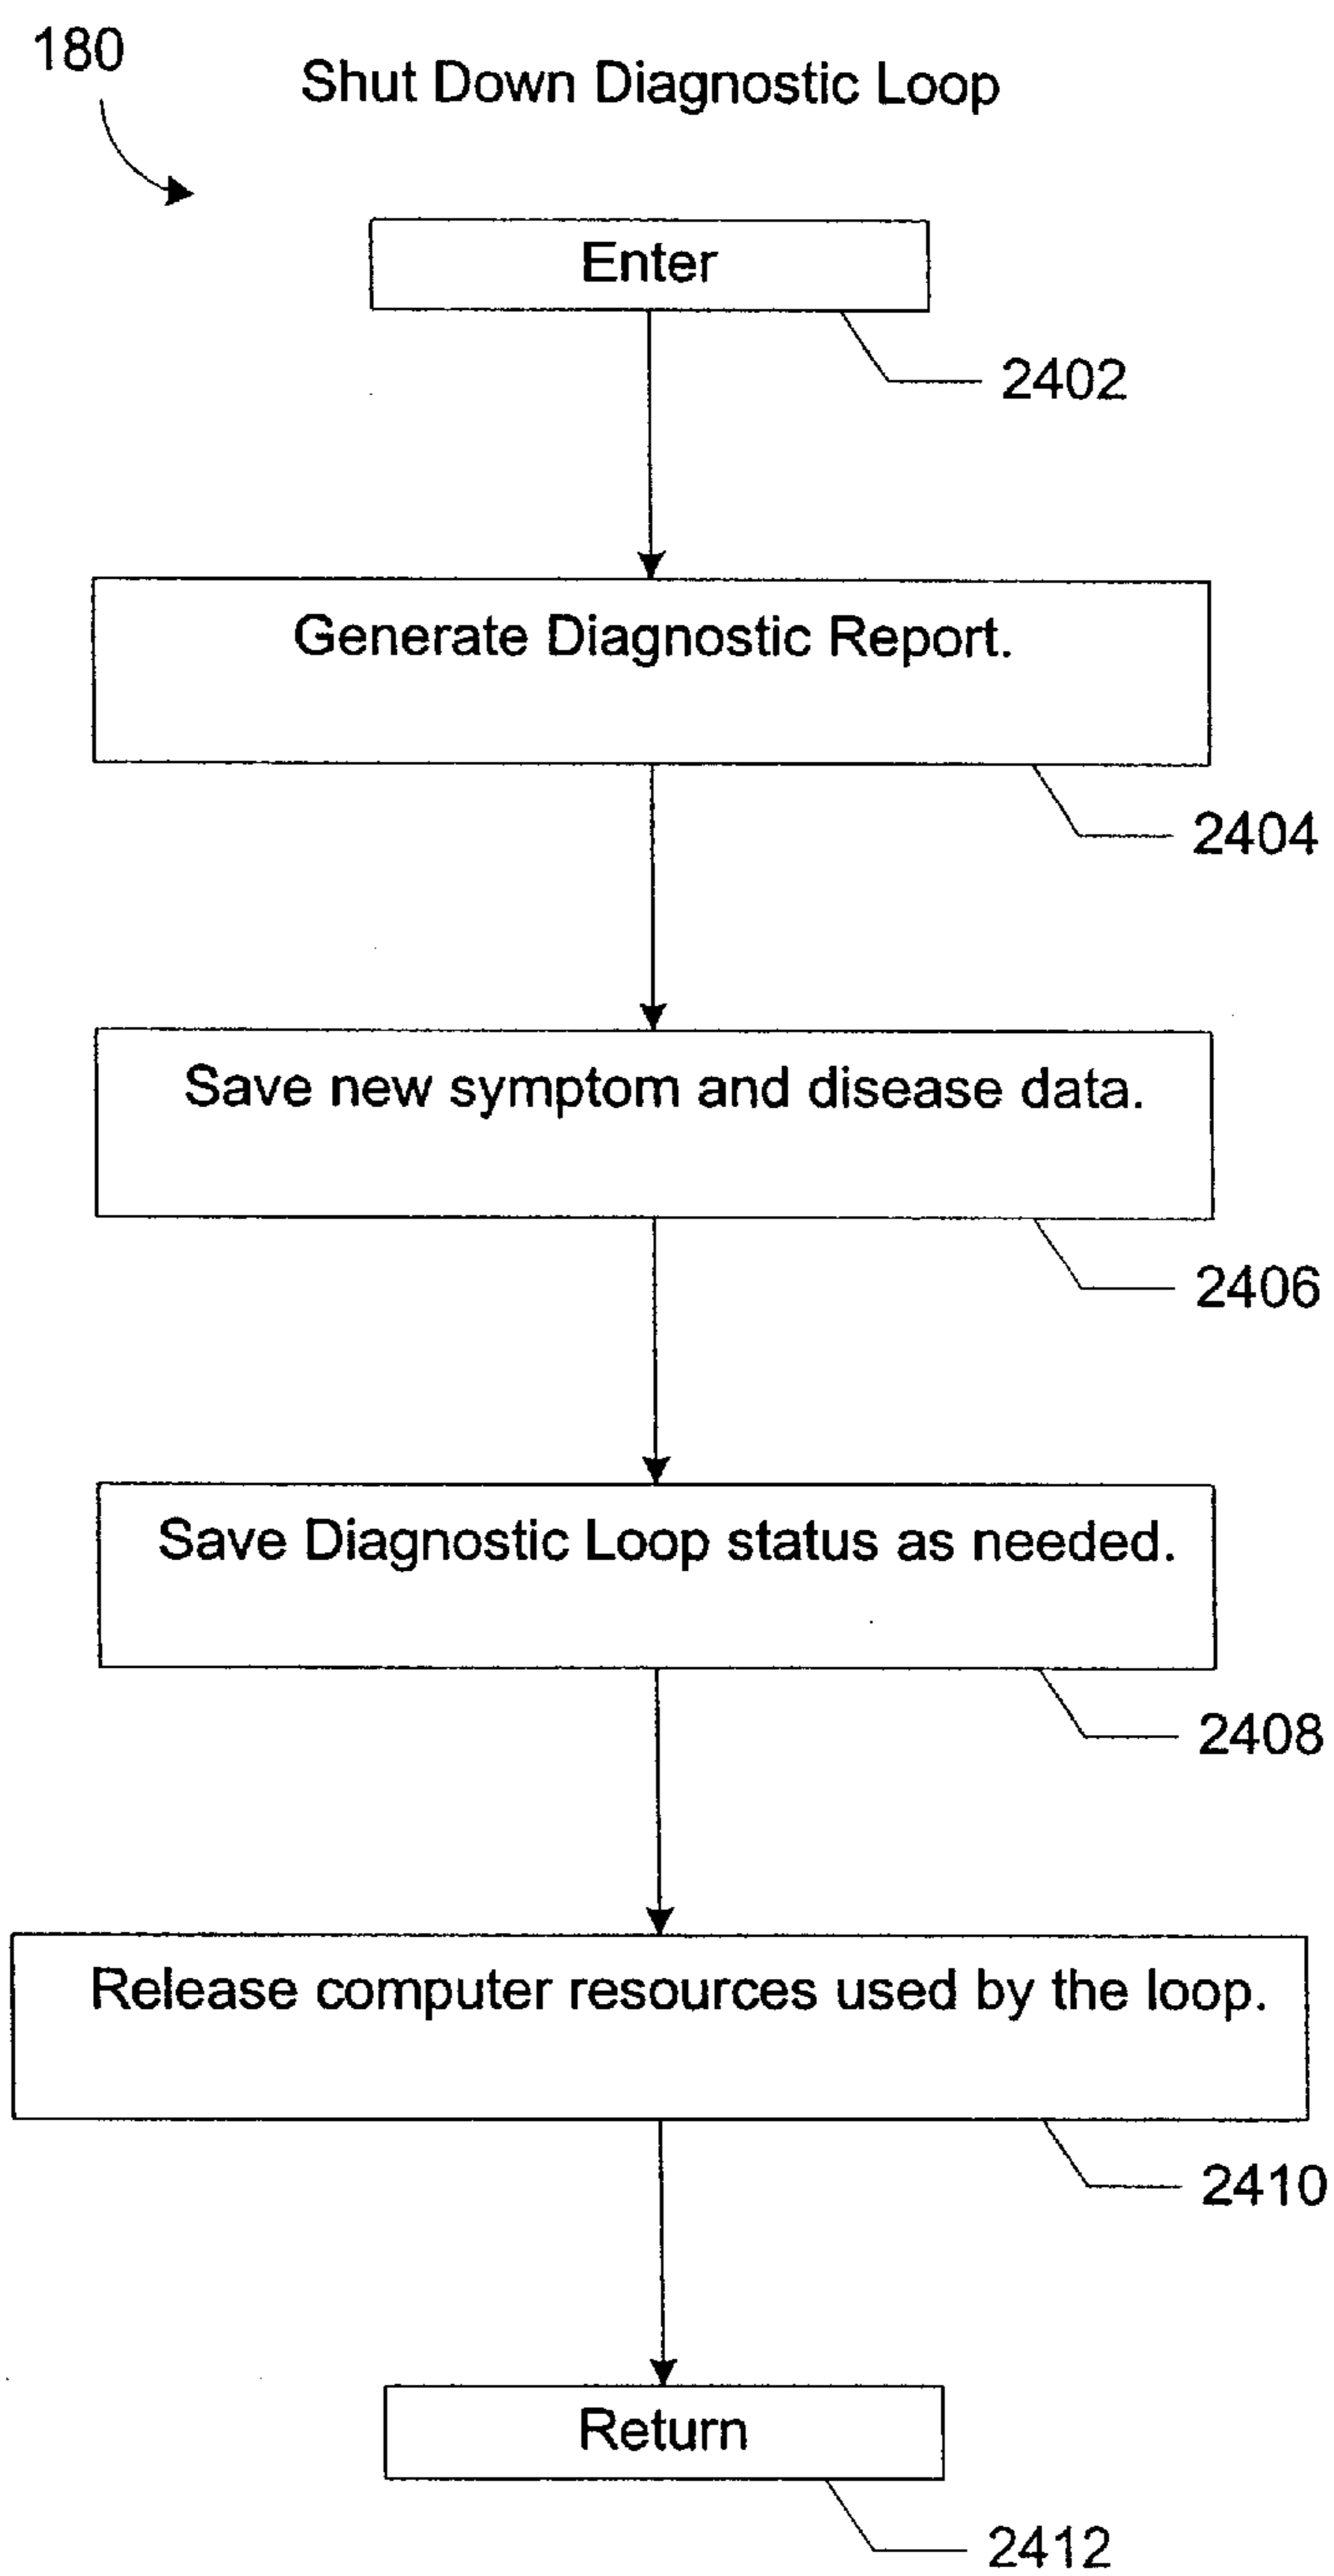 180
Shut Down Diagnostic Loop
Enter
2402
Generate Diagnostic Report.
2404
Save new symptom and disease data.
2406
Save Diagnostic Loop status as needed.
2408
Release computer resources used by the loop.
2410
Return
2412